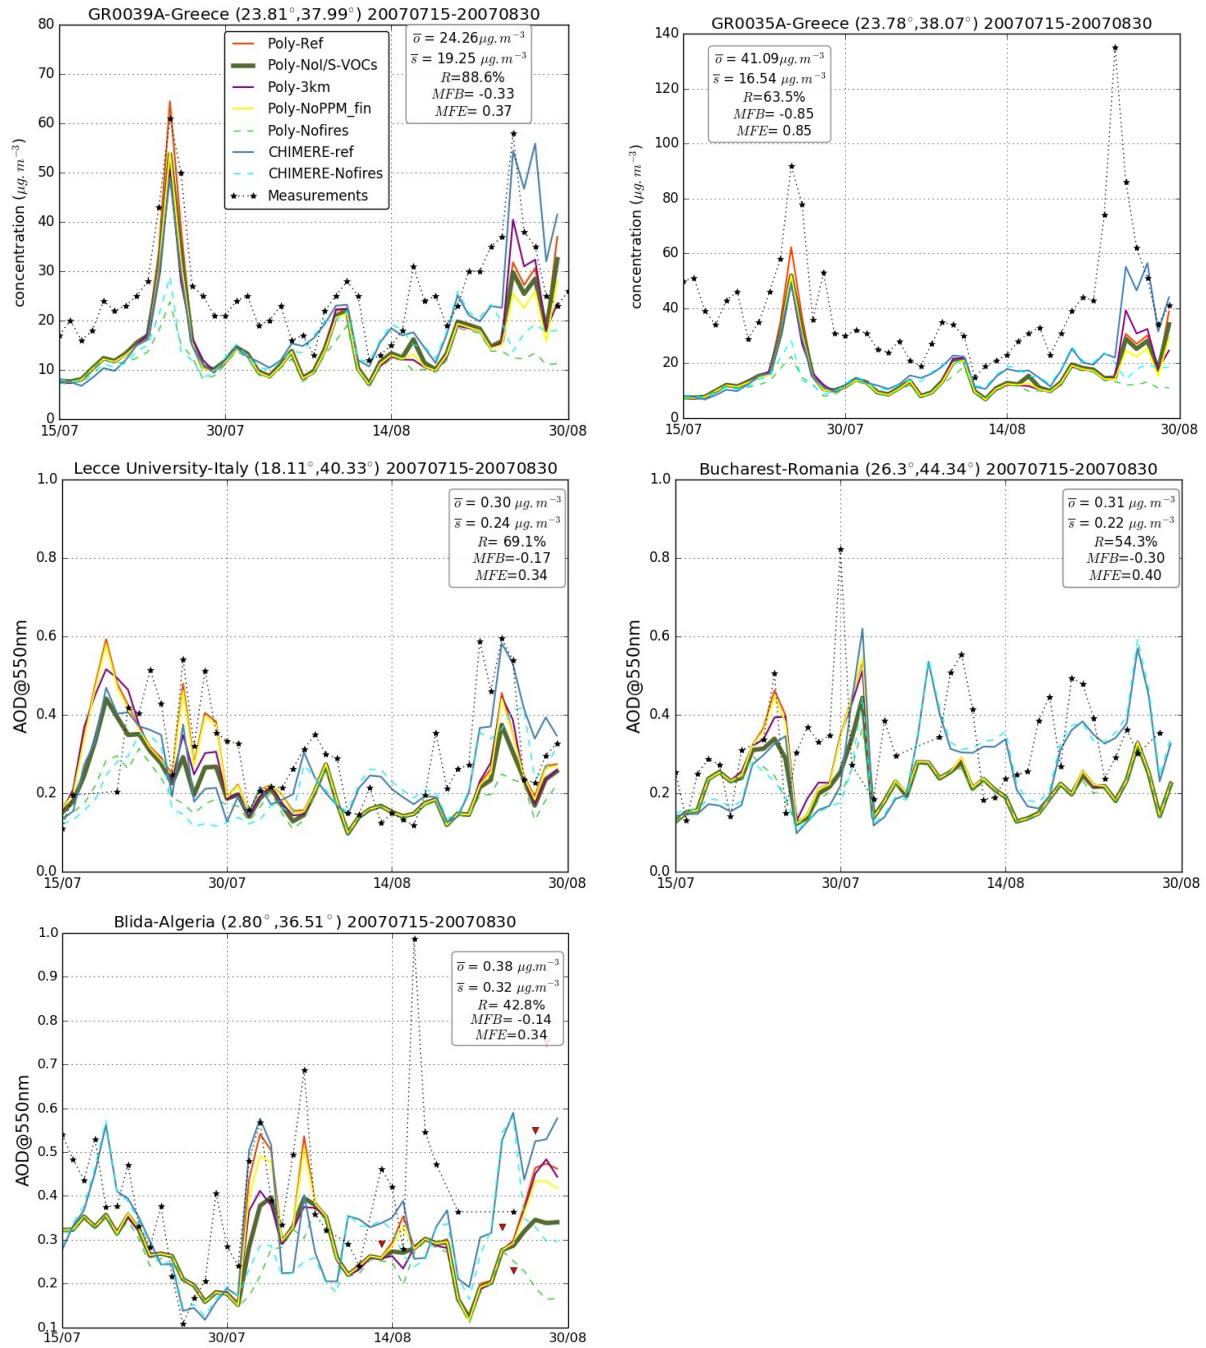 GR0039A-Greece (23.81°,37.99°) 20070715-20070830
80
70
60
50
40
30
20
10
0
concentration (μg.m⁻³)
15/07
30/07
14/08
30/08
Poly-Ref
Poly-NoI/S-VOCs
Poly-3km
Poly-NoPPM_fin
Poly-Nofires
CHIMERE-ref
CHIMERE-Nofires
Measurements
o̅ = 24.26μg.m⁻³
s̅ = 19.25 μg.m⁻³
R=88.6%
MFB= -0.33
MFE= 0.37
GR0035A-Greece (23.78°,38.07°) 20070715-20070830
140
120
100
80
60
40
20
0
concentration (μg.m⁻³)
15/07
30/07
14/08
30/08
o̅ = 41.09μg.m⁻³
s̅ = 16.54 μg.m⁻³
R=63.5%
MFB= -0.85
MFE= 0.85
Lecce University-Italy (18.11°,40.33°) 20070715-20070830
1.0
0.8
0.6
0.4
0.2
0.0
AOD@550nm
15/07
30/07
14/08
30/08
o̅ = 0.30 μg.m⁻³
s̅ = 0.24 μg.m⁻³
R= 69.1%
MFB=-0.17
MFE=0.34
Bucharest-Romania (26.3°,44.34°) 20070715-20070830
1.0
0.8
0.6
0.4
0.2
0.0
AOD@550nm
15/07
30/07
14/08
30/08
o̅ = 0.31 μg.m⁻³
s̅ = 0.22 μg.m⁻³
R=54.3%
MFB=-0.30
MFE=0.40
Blida-Algeria (2.80°,36.51°) 20070715-20070830
1.0
0.9
0.8
0.7
0.6
0.5
0.4
0.3
0.2
0.1
AOD@550nm
15/07
30/07
14/08
30/08
o̅ = 0.38 μg.m⁻³
s̅ = 0.32 μg.m⁻³
R= 42.8%
MFB= -0.14
MFE=0.34